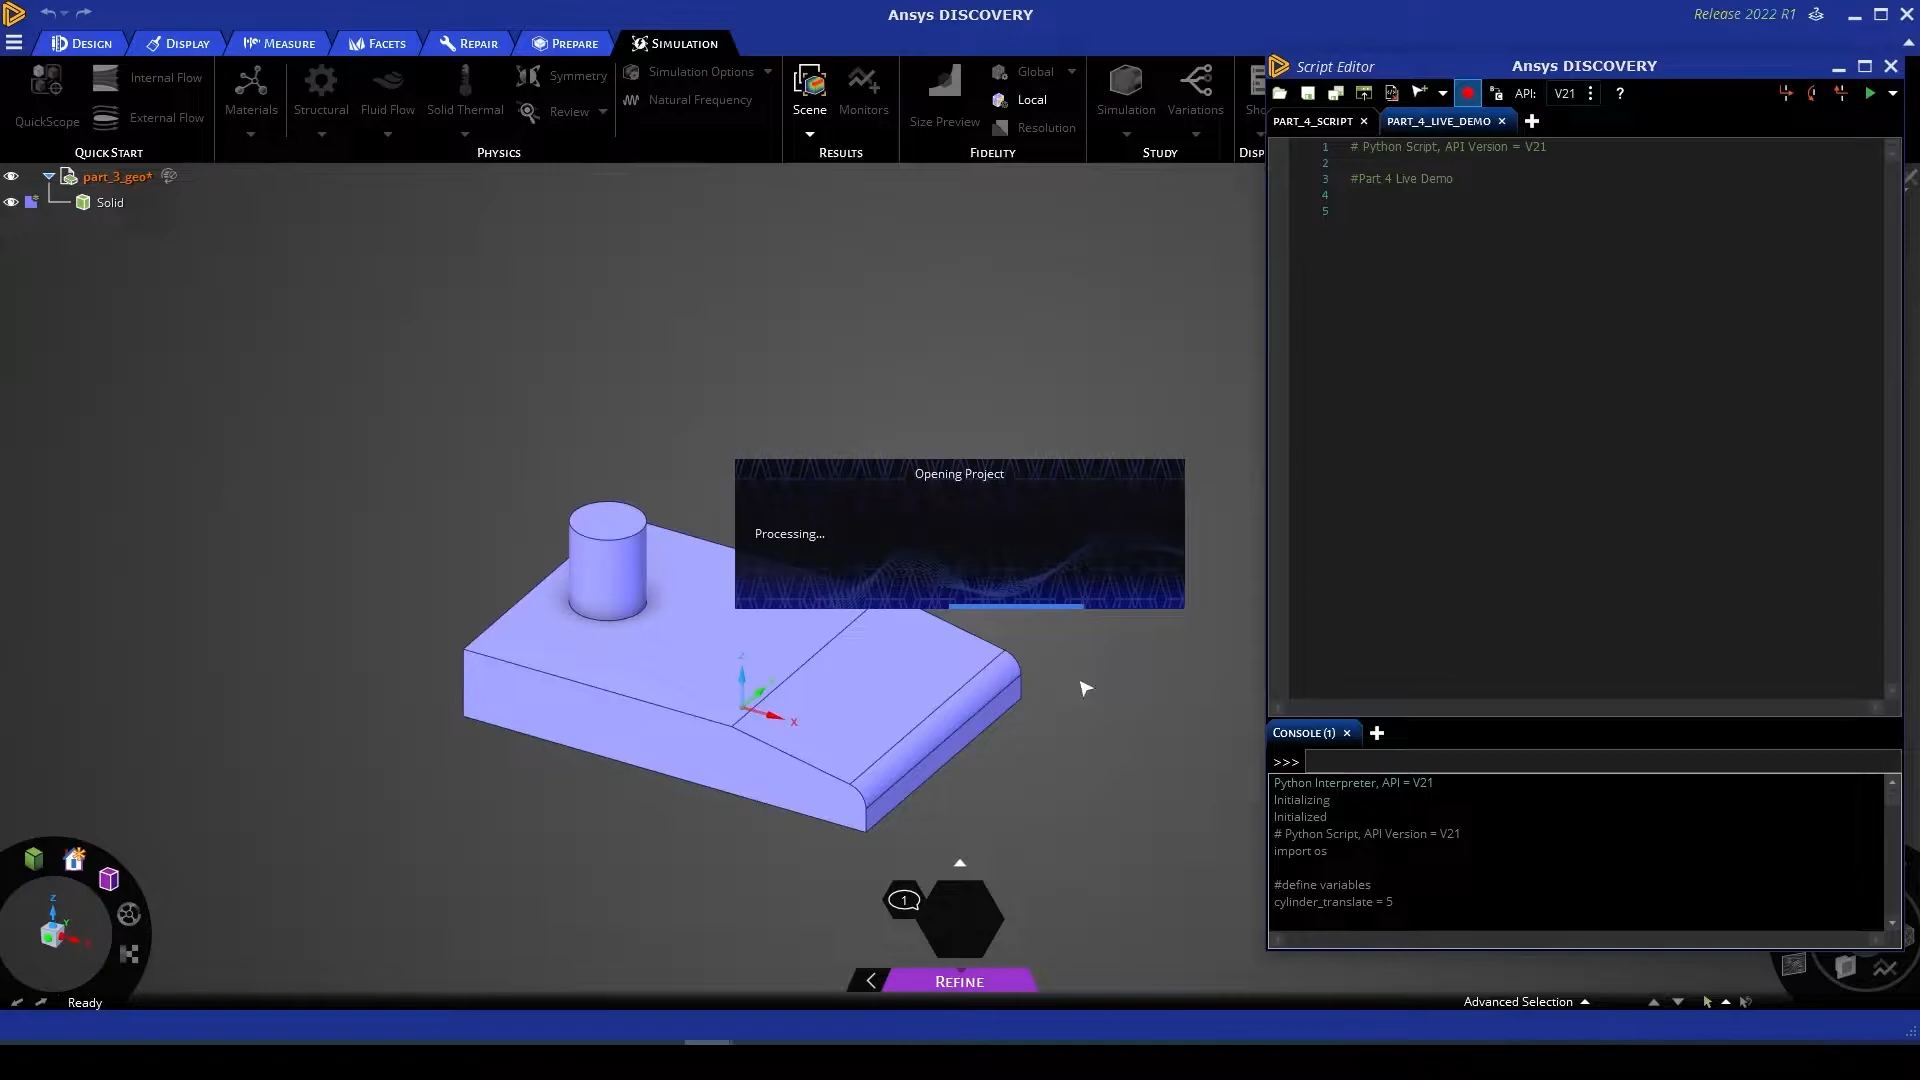 Ansys DISCOVERY
Release 2022 R1
DESIGN
DISPLAY
MEASURE
FACETS
REPAIR
PREPARE
SIMULATION
QuickScope
Internal Flow
External Flow
QUICK START
Materials
Structural
Fluid Flow
Solid Thermal
Symmetry
Review
PHYSICS
Simulation Options
Natural Frequency
Scene
Monitors
RESULTS
Size Preview
Global
Local
Resolution
FIDELITY
Simulation
Variations
STUDY
Sho
DISP
part_3_geo*
Solid
Script Editor
Ansys DISCOVERY
API:
V21
?
PART_4_SCRIPT
PART_4_LIVE_DEMO
1 # Python Script, API Version = V21
2
3 #Part 4 Live Demo
4
5
Opening Project
Processing...
Z
X
CONSOLE (1)
>>>
Python Interpreter, API = V21
Initializing
Initialized
# Python Script, API Version = V21
import os
#define variables
cylinder_translate = 5
Z
Y
1
REFINE
Ready
Advanced Selection